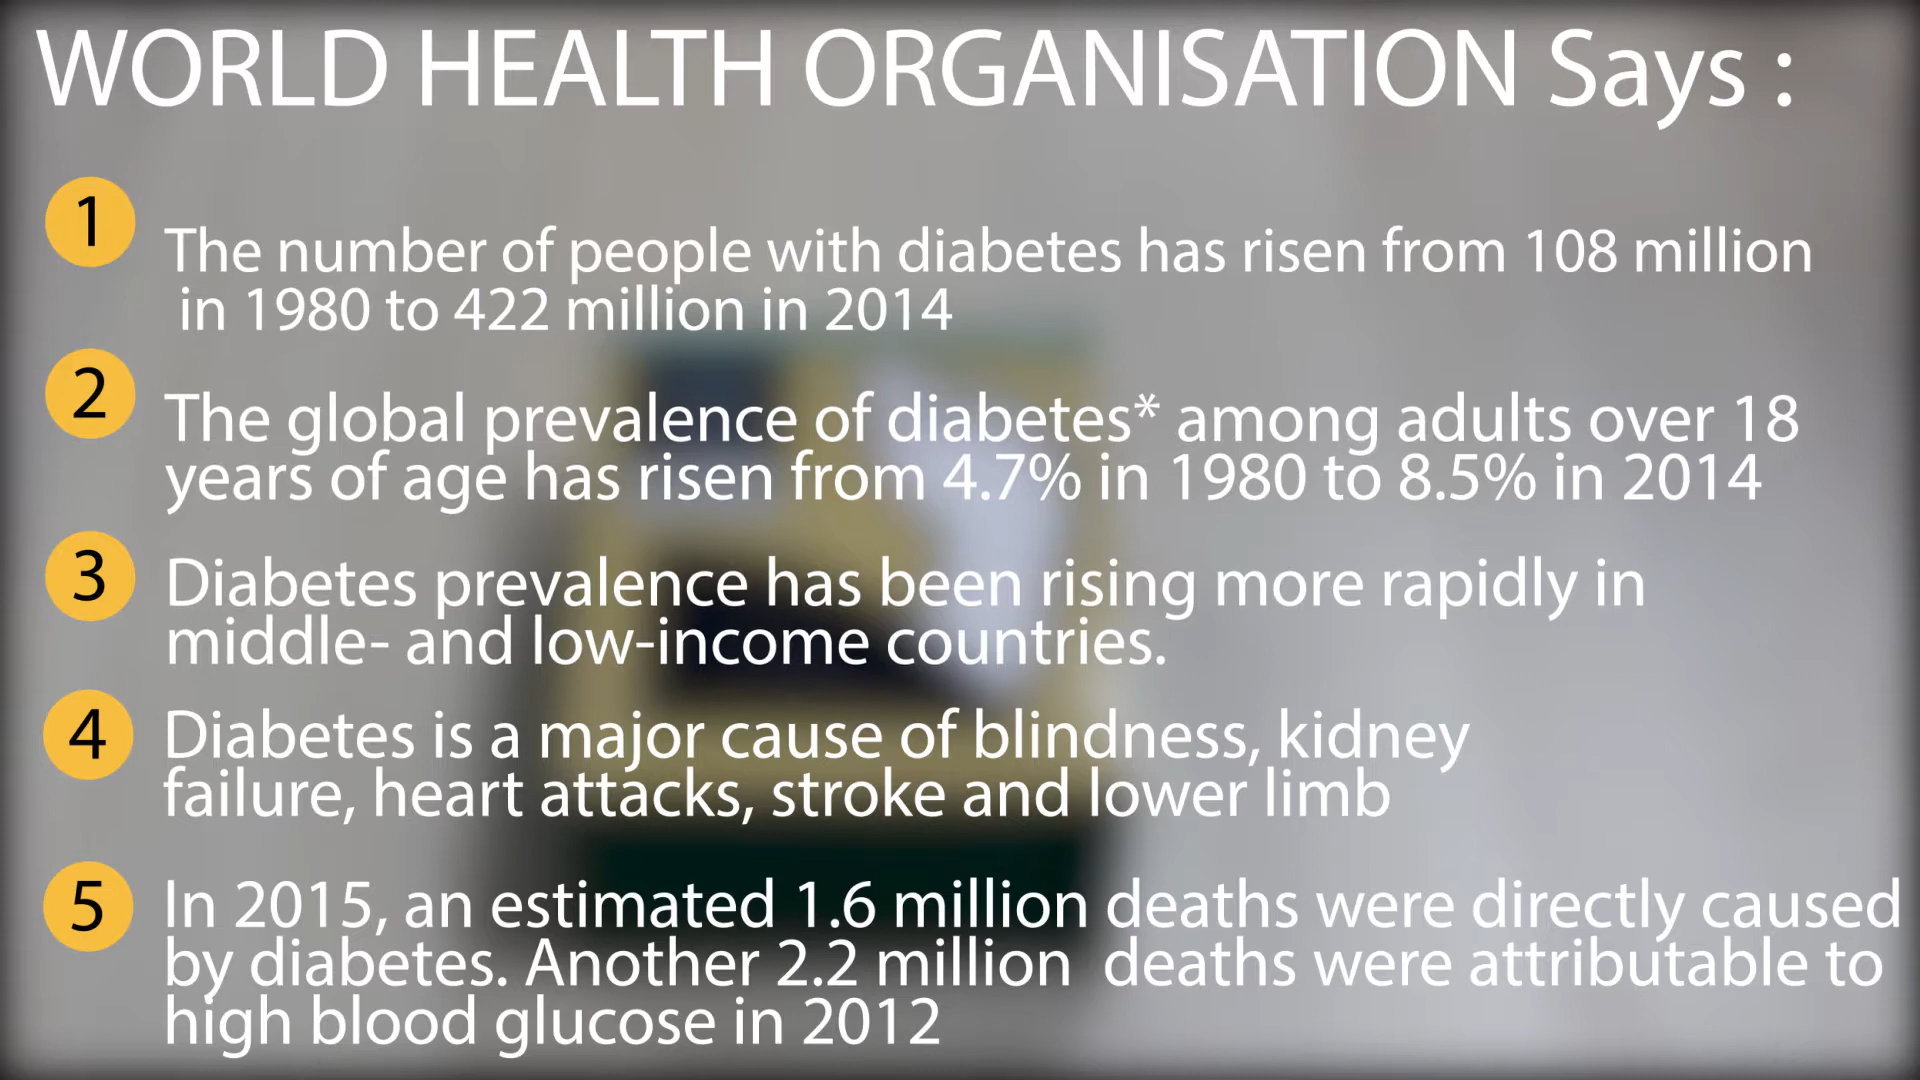 WORLD HEALTH ORGANISATION Says :
1
The number of people with diabetes has risen from 108 million
in 1980 to 422 million in 2014
2
The global prevalence of diabetes* among adults over 18
years of age has risen from 4.7% in 1980 to 8.5% in 2014
3
Diabetes prevalence has been rising more rapidly in
middle- and low-income countries.
4
Diabetes is a major cause of blindness, kidney
failure, heart attacks, stroke and lower limb
5
In 2015, an estimated 1.6 million deaths were directly caused
by diabetes. Another 2.2 million  deaths were attributable to
high blood glucose in 2012